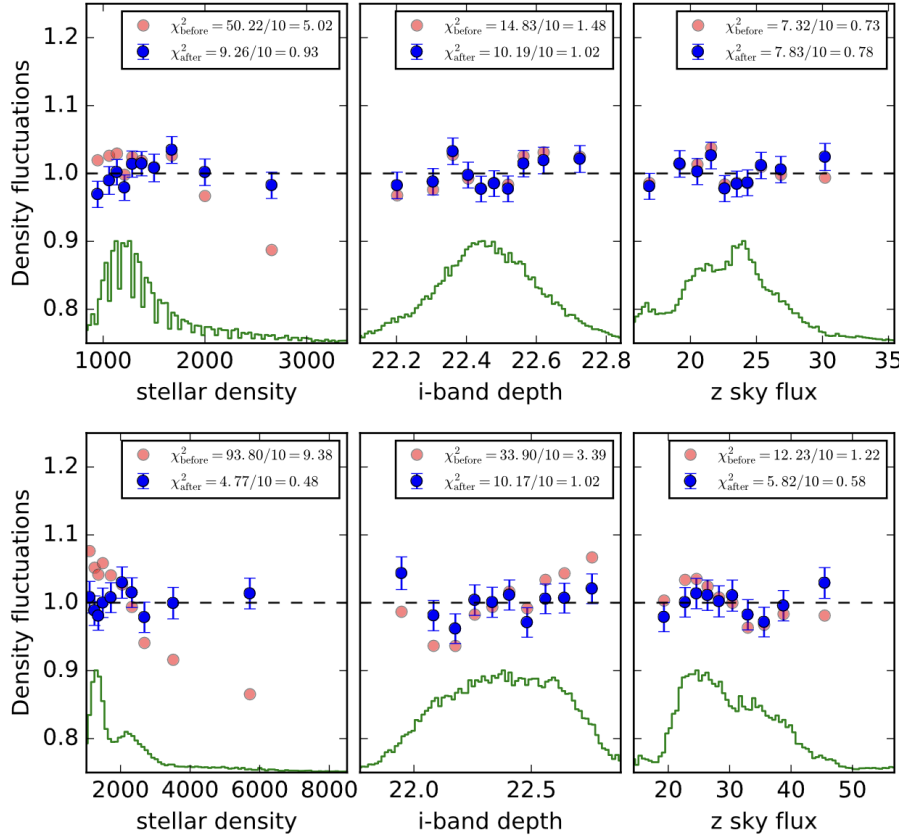 Density fluctuations
1.2
1.1
1.0
0.9
0.8
χ²before = 50.22/10 = 5.02
χ²after = 9.26/10 = 0.93
1000 2000 3000
stellar density
χ²before = 14.83/10 = 1.48
χ²after = 10.19/10 = 1.02
22.2 22.4 22.6 22.8
i-band depth
χ²before = 7.32/10 = 0.73
χ²after = 7.83/10 = 0.78
20 25 30 35
z sky flux
Density fluctuations
1.2
1.1
1.0
0.9
0.8
χ²before = 93.80/10 = 9.38
χ²after = 4.77/10 = 0.48
2000 4000 6000 8000
stellar density
χ²before = 33.90/10 = 3.39
χ²after = 10.17/10 = 1.02
22.0 22.5
i-band depth
χ²before = 12.23/10 = 1.22
χ²after = 5.82/10 = 0.58
20 30 40 50
z sky flux